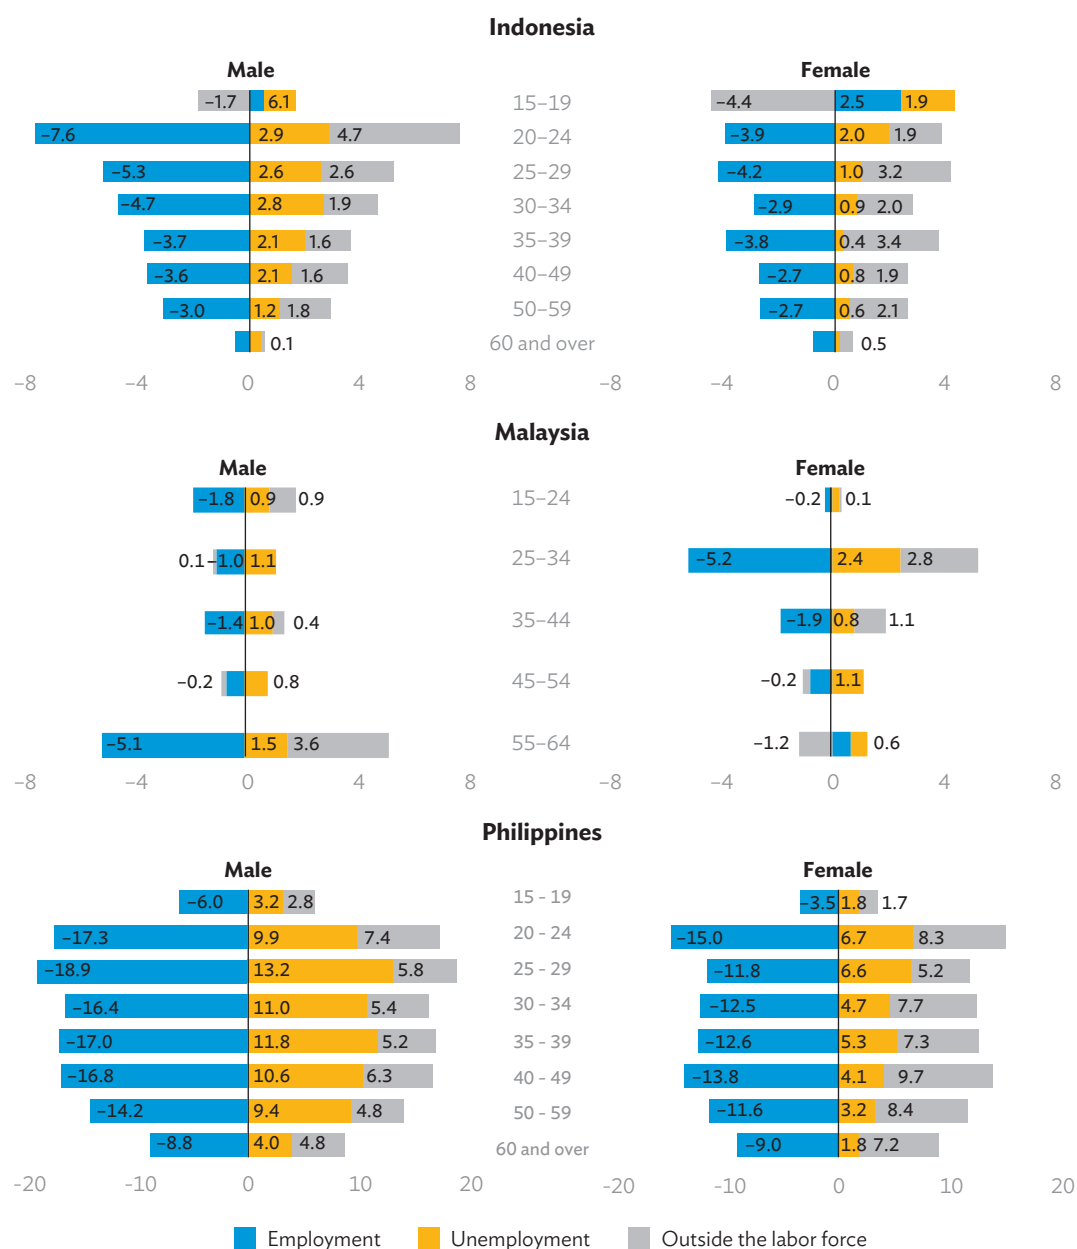 Indonesia
Male Female
–1.7 6.1 15–19 –4.4 2.5 1.9
–7.6 2.9 4.7 20–24 –3.9 2.0 1.9
–5.3 2.6 2.6 25–29 –4.2 1.0 3.2
–4.7 2.8 1.9 30–34 –2.9 0.9 2.0
–3.7 2.1 1.6 35–39 –3.8 0.4 3.4
–3.6 2.1 1.6 40–49 –2.7 0.8 1.9
–3.0 1.2 1.8 50–59 –2.7 0.6 2.1
0.1 60 and over 0.5
–8 –4 0 4 8 –8 –4 0 4 8
Malaysia
Male Female
–1.8 0.9 0.9 15–24 –0.2 0.1
0.1 –1.0 1.1 25–34 –5.2 2.4 2.8
–1.4 1.0 0.4 35–44 –1.9 0.8 1.1
–0.2 0.8 45–54 –0.2 1.1
–5.1 1.5 3.6 55–64 –1.2 0.6
–8 –4 0 4 8 –8 –4 0 4 8
Philippines
Male Female
–6.0 3.2 2.8 15 - 19 –3.5 1.8 1.7
–17.3 9.9 7.4 20 - 24 –15.0 6.7 8.3
–18.9 13.2 5.8 25 - 29 –11.8 6.6 5.2
–16.4 11.0 5.4 30 - 34 –12.5 4.7 7.7
–17.0 11.8 5.2 35 - 39 –12.6 5.3 7.3
–16.8 10.6 6.3 40 - 49 –13.8 4.1 9.7
–14.2 9.4 4.8 50 - 59 –11.6 3.2 8.4
–8.8 4.0 4.8 60 and over –9.0 1.8 7.2
-20 -10 0 10 20 -20 -10 0 10 20
Employment Unemployment Outside the labor force